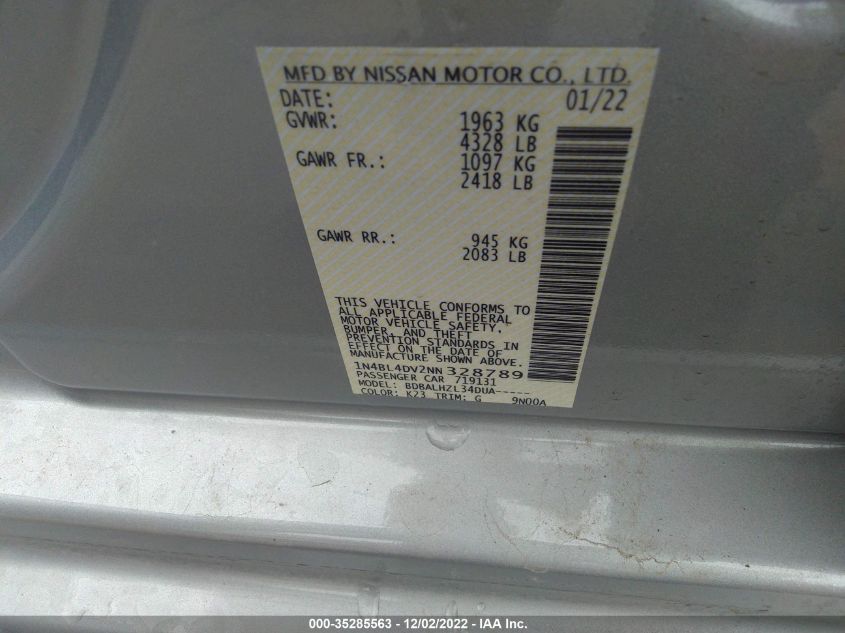 MFD BY NISSAN MOTOR CO., LTD.
DATE: 01/22
GVWR: 1963 KG
4328 LB
GAWR FR.: 1097 KG
2418 LB
GAWR RR.: 945 KG
2083 LB
THIS VEHICLE CONFORMS TO
ALL APPLICABLE FEDERAL
MOTOR VEHICLE SAFETY,
BUMPER, AND THEFT
PREVENTION STANDARDS IN
EFFECT ON THE DATE OF
MANUFACTURE SHOWN ABOVE.
1N4BL4DV2NN328789
PASSENGER CAR 719131
MODEL: BDBALHZL34DUA-----
COLOR: K23 TRIM: G 9N00A
000-35285563 - 12/02/2022 - IAA Inc.